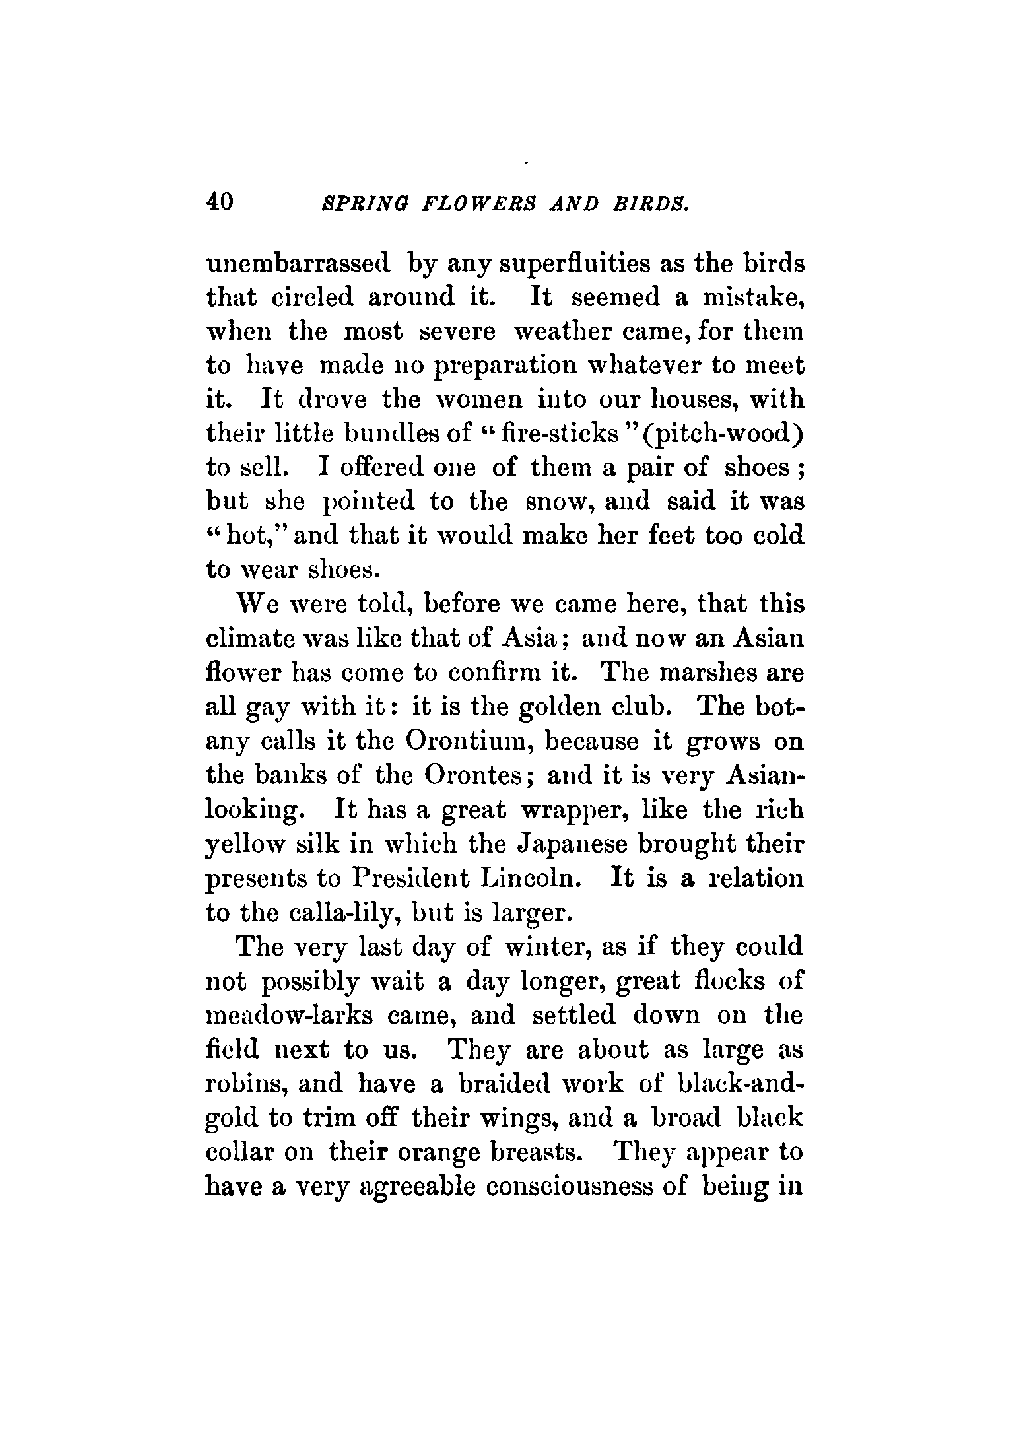 40 SPRING FLOWERS AND BIRDS.
unembarrassed by any superfluities as the birds
that circled around it. It seemed a mistake,
when the most severe weather came, for them
to have made no preparation whatever to meet
it. It drove the women into our houses, with
their little bundles of “ fire-sticks ”(pitch-wood)
to sell. I offered one of them a pair of shoes ;
but she pointed to the snow, and said it was
“ hot,” and that it would make her feet too cold
to wear shoes.
We were told, before we came here, that this
climate was like that of Asia ; and now an Asian
flower has come to confirm it. The marshes are
all gay with it : it is the golden club. The bot-
any calls it the Orontium, because it grows on
the banks of the Orontes ; and it is very Asian-
looking. It has a great wrapper, like the rich
yellow silk in which the Japanese brought their
presents to President Lincoln. It is a relation
to the calla-lily, but is larger.
The very last day of winter, as if they could
not possibly wait a day longer, great flocks of
meadow-larks came, and settled down on the
field next to us. They are about as large as
robins, and have a braided work of black-and-
gold to trim off their wings, and a broad black
collar on their orange breasts. They appear to
have a very agreeable consciousness of being in